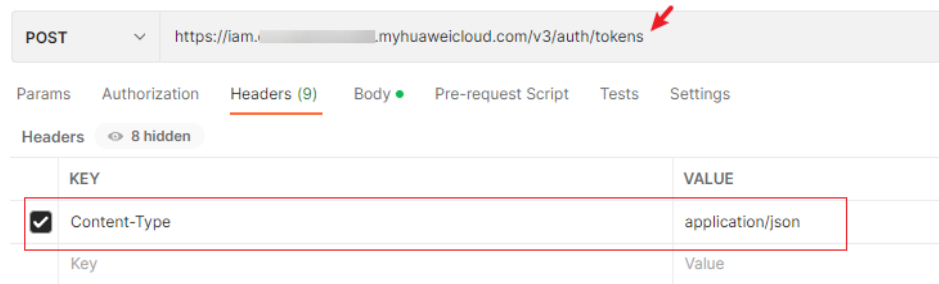 POST https://iam. .myhuaweicloud.com/v3/auth/tokens
Params Authorization Headers (9) Body Pre-request Script Tests Settings
Headers 8 hidden
KEY VALUE
Content-Type application/json
Key Value